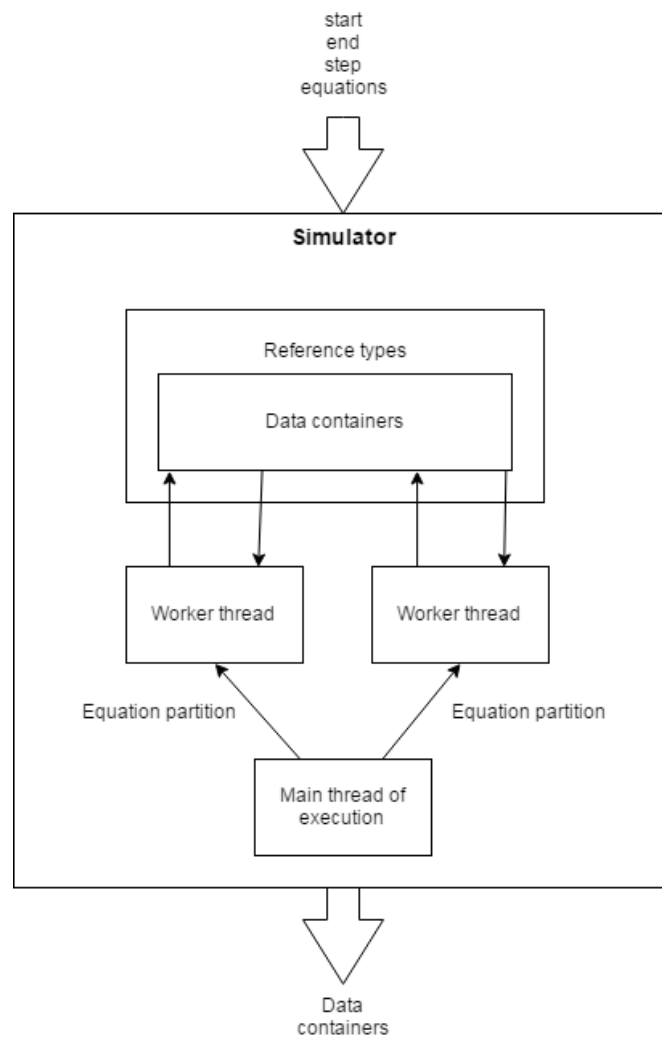 start
end
step
equations
Simulator
Reference types
Data containers
Worker thread
Worker thread
Equation partition
Equation partition
Main thread of
execution
Data
containers